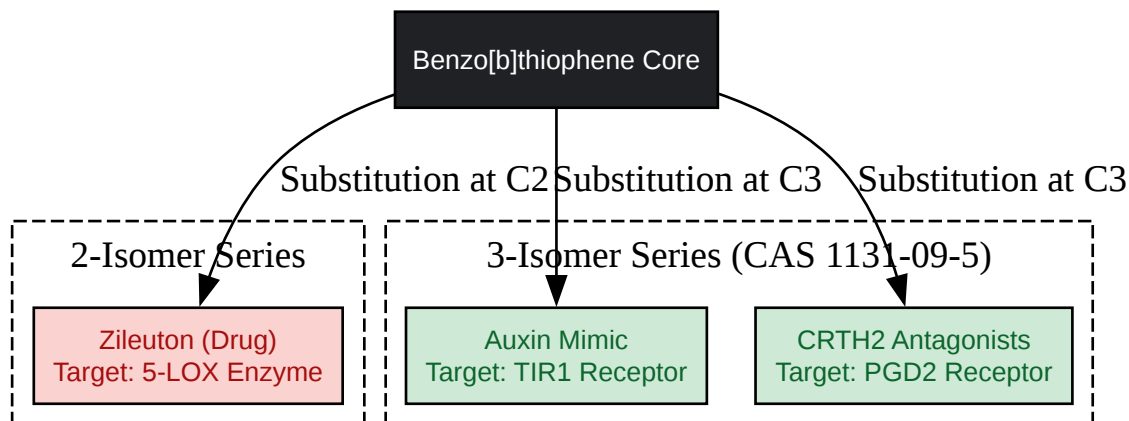 Benzo[b]thiophene Core
Substitution at C2
Substitution at C3
Substitution at C3
2-Isomer Series
3-Isomer Series (CAS 1131-09-5)
Zileuton (Drug)
Target: 5-LOX Enzyme
Auxin Mimic
Target: TIR1 Receptor
CRTH2 Antagonists
Target: PGD2 Receptor